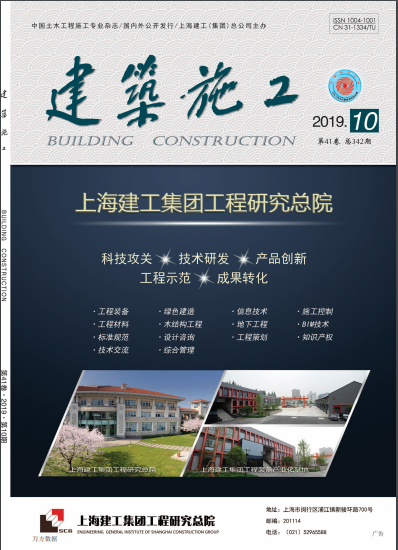 中国土木工程施工专业杂志/国内外公开发行/上海建工(集团)总公司主办
ISSN 1004-1001
CN 31-1334/TU
建築·施工
BUILDING CONSTRUCTION
2019.10
第41卷 总342期
建築施工
BUILDING CONSTRUCTION
第41卷·2019·第10期
上海建工集团工程研究总院
科技攻关 技术研发 产品创新
工程示范 成果转化
·工程装备 ·绿色建造 ·信息技术 ·施工控制
·工程材料 ·木结构工程 ·地下工程 ·BIM技术
·标准规范 ·设计咨询 ·工程策划 ·知识产权
·技术交流 ·综合管理
上海建工集团工程研究总院
上海建工集团工程装备产业化基地
SCG
上海建工集团工程研究总院
ENGINEERING GENERAL INSTITUTE OF SHANGHAI CONSTRUCTION GROUP
地址:上海市闵行区浦江镇新骏环路700号
邮编:201114
电话:(021)52965588
广告
万方数据